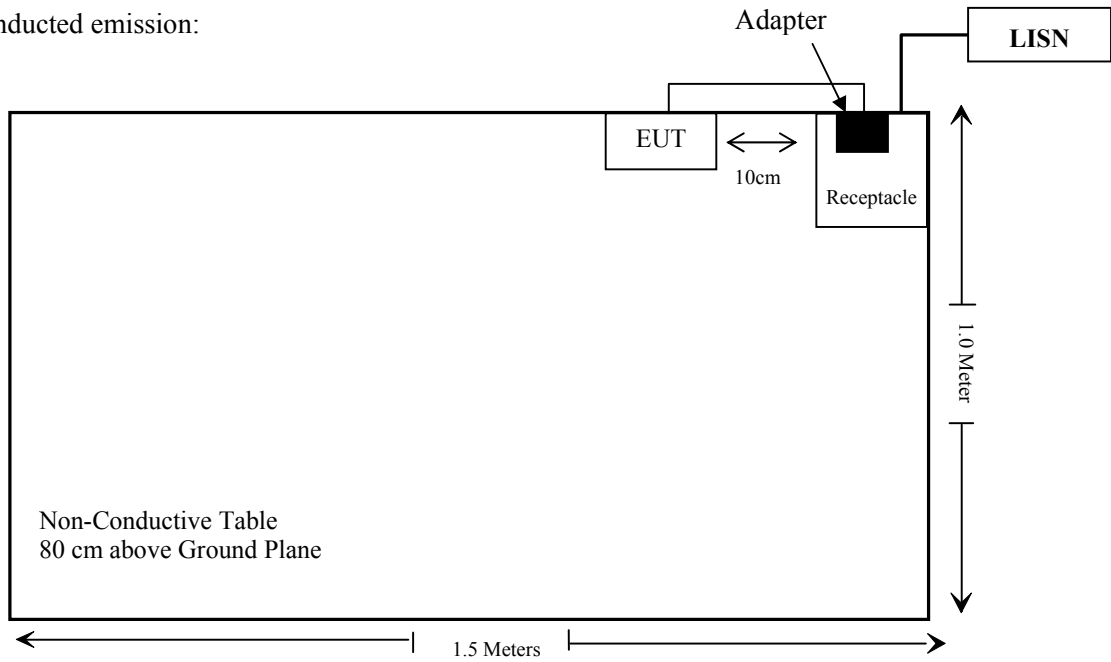 nducted emission:
Adapter
LISN
EUT
10cm
Receptacle
1.0 Meter
Non-Conductive Table
80 cm above Ground Plane
1.5 Meters